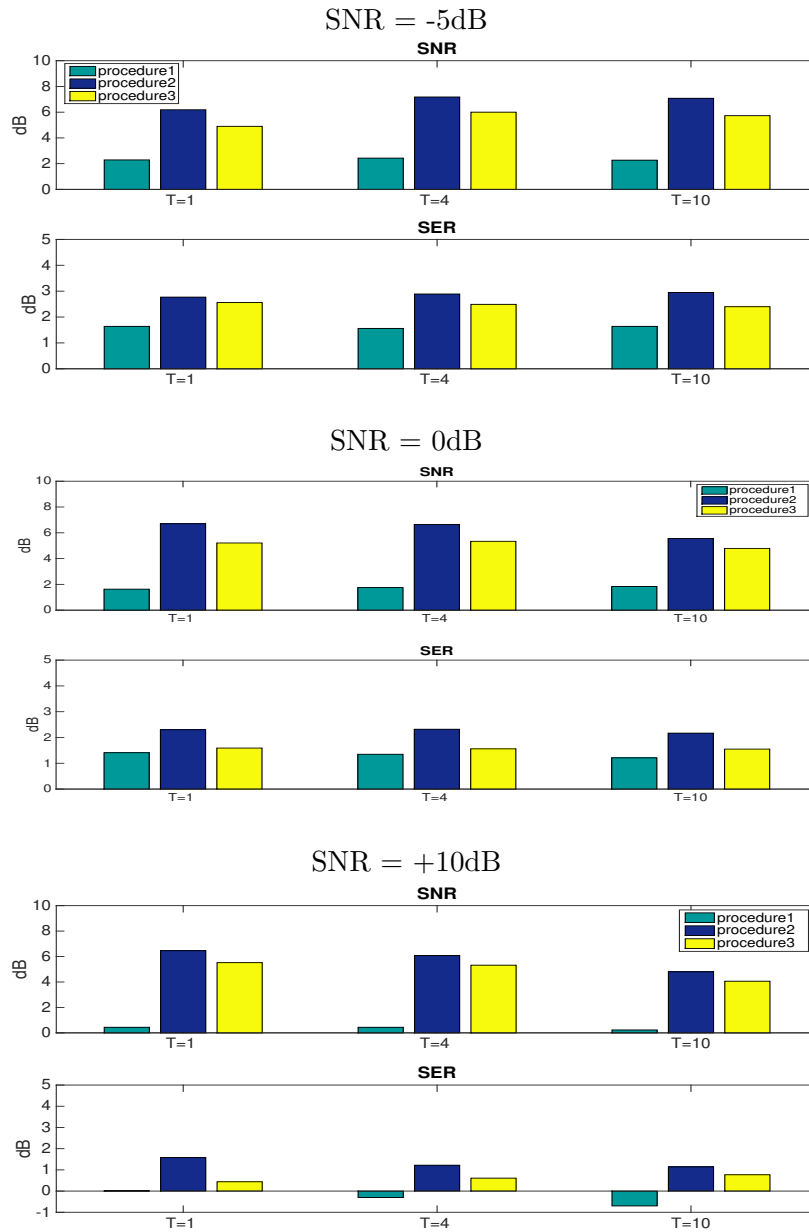 SNR = -5dB
SNR
10
8
6
4
2
0
dB
procedure1
procedure2
procedure3
T=1 T=4 T=10
SER
5
4
3
2
1
0
dB
T=1 T=4 T=10
SNR = 0dB
SNR
10
8
6
4
2
0
dB
procedure1
procedure2
procedure3
T=1 T=4 T=10
SER
5
4
3
2
1
0
dB
T=1 T=4 T=10
SNR = +10dB
SNR
10
8
6
4
2
0
dB
procedure1
procedure2
procedure3
T=1 T=4 T=10
SER
5
4
3
2
1
0
-1
dB
T=1 T=4 T=10